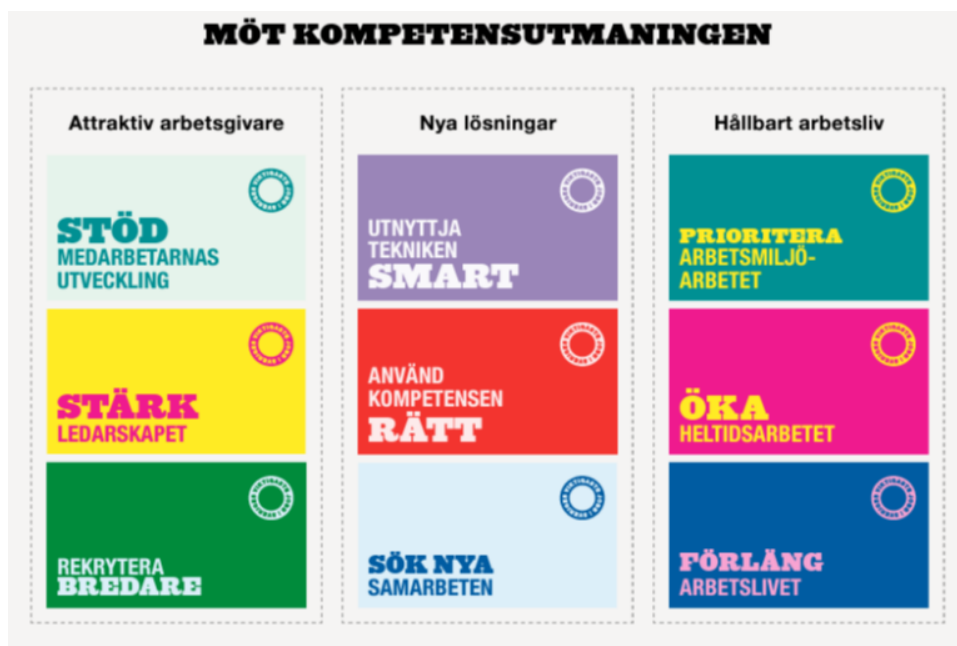 MÖT KOMPETENSUTMANINGEN
Attraktiv arbetsgivare
STÖD
MEDARBETARNAS
UTVECKLING
STÄRK
LEDARSKAPET
REKRYTERA
BREDARE
Nya lösningar
UTNYTTJA
TEKNIKEN
SMART
ANVÄND
KOMPETENSEN
RÄTT
SÖK NYA
SAMARBETEN
Hållbart arbetsliv
PRIORITERA
ARBETSMILJÖ-
ARBETET
ÖKA
HELTIDSARBETET
FÖRLÄNG
ARBETSLIVET